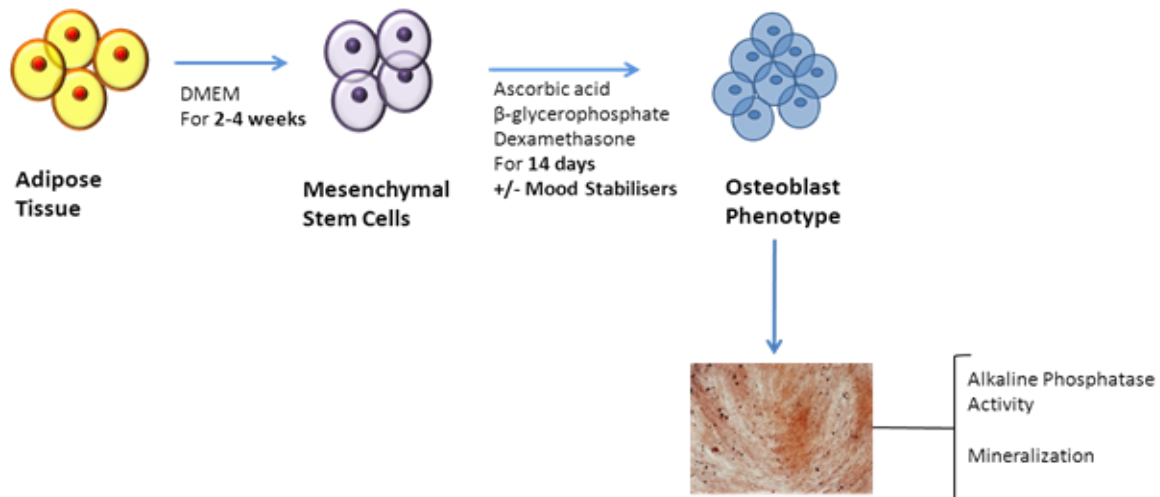 DMEM
For 2-4 weeks
Ascorbic acid
β-glycerophosphate
Dexamethasone
For 14 days
+/- Mood Stabilisers
Adipose
Tissue
Mesenchymal
Stem Cells
Osteoblast
Phenotype
Alkaline Phosphatase
Activity
Mineralization